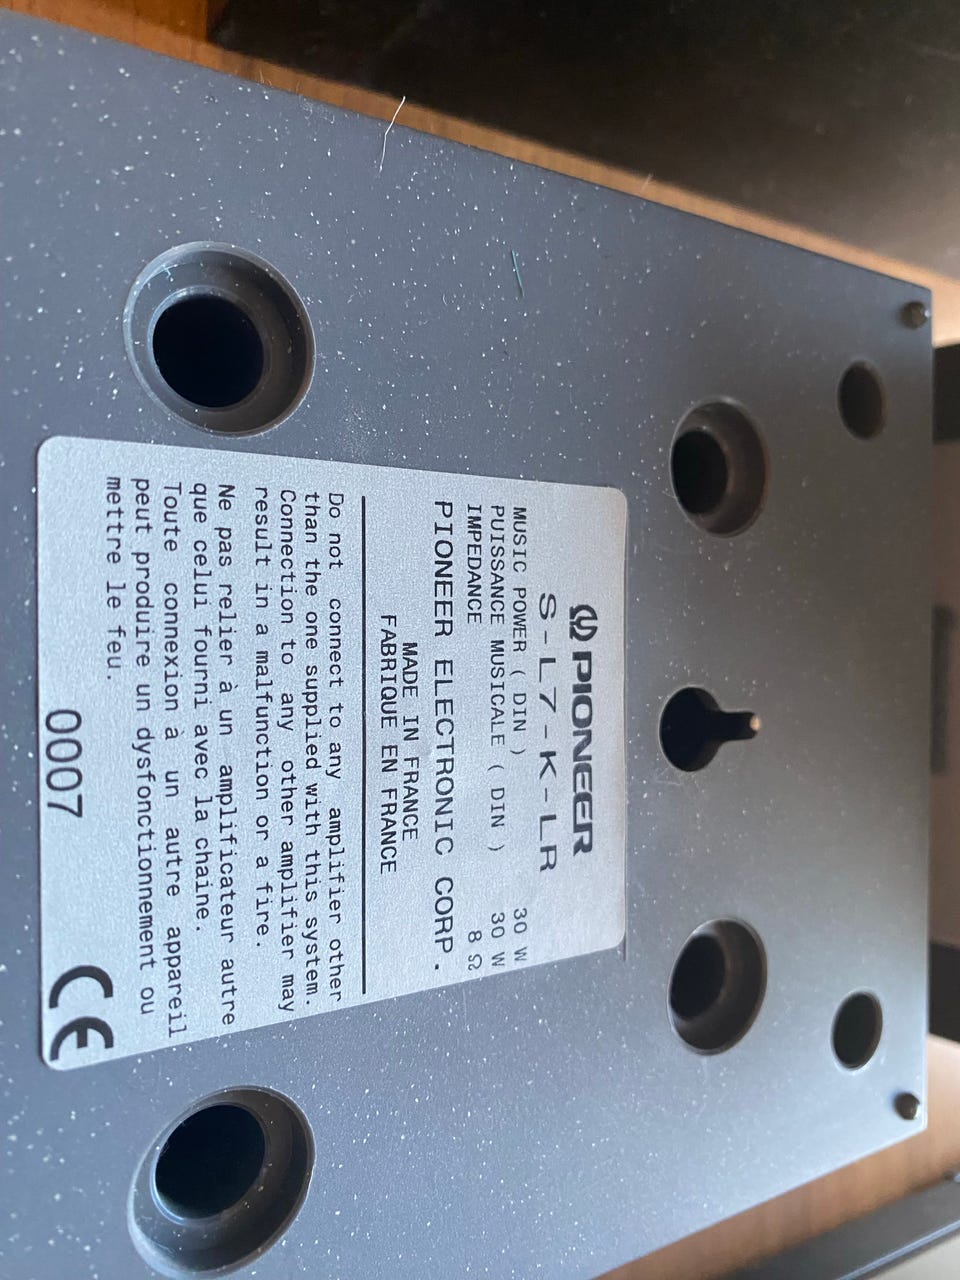 PIONEER
S-L7-K-LR
MUSIC POWER ( DIN ) 30 W
PUISSANCE MUSICALE ( DIN ) 30 W
IMPEDANCE 8 Ω
PIONEER ELECTRONIC CORP.
MADE IN FRANCE
FABRIQUE EN FRANCE
Do not connect to any amplifier other
than the one supplied with this system.
Connection to any other amplifier may
result in a malfunction or a fire.
Ne pas relier à un amplificateur autre
que celui fourni avec la chaine.
Toute connexion à un autre appareil
peut produire un dysfonctionnement ou
mettre le feu.
0007 CE